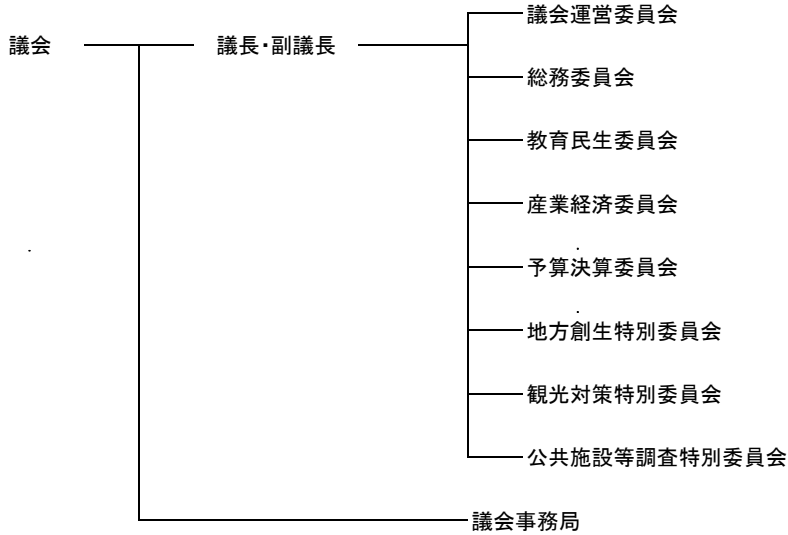 議会運営委員会
議会
議長・副議長
総務委員会
教育民生委員会
産業経済委員会
予算決算委員会
地方創生特別委員会
観光対策特別委員会
公共施設等調査特別委員会
議会事務局